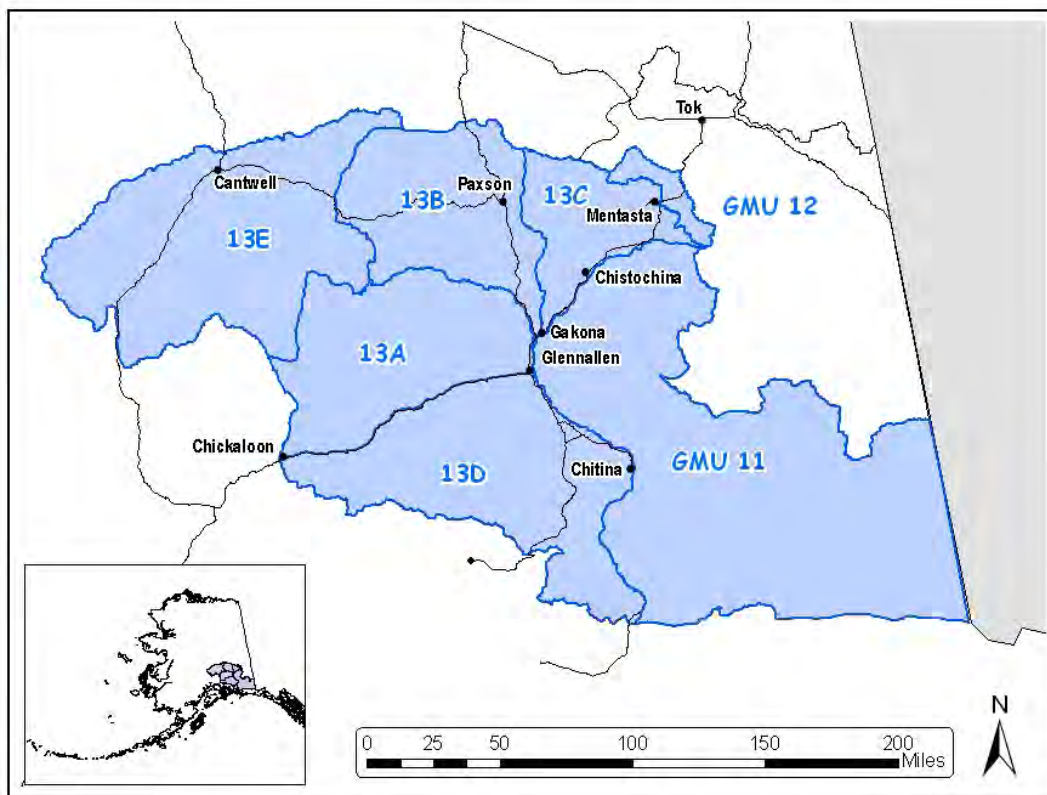 Tok
Cantwell
Paxson
13B
13C
Mentasta
GMU 12
13E
Chistochina
Gakona
13A
Glennallen
Chickaloon
13D
Chitina
GMU 11
N
0 25 50 100 150 200
Miles